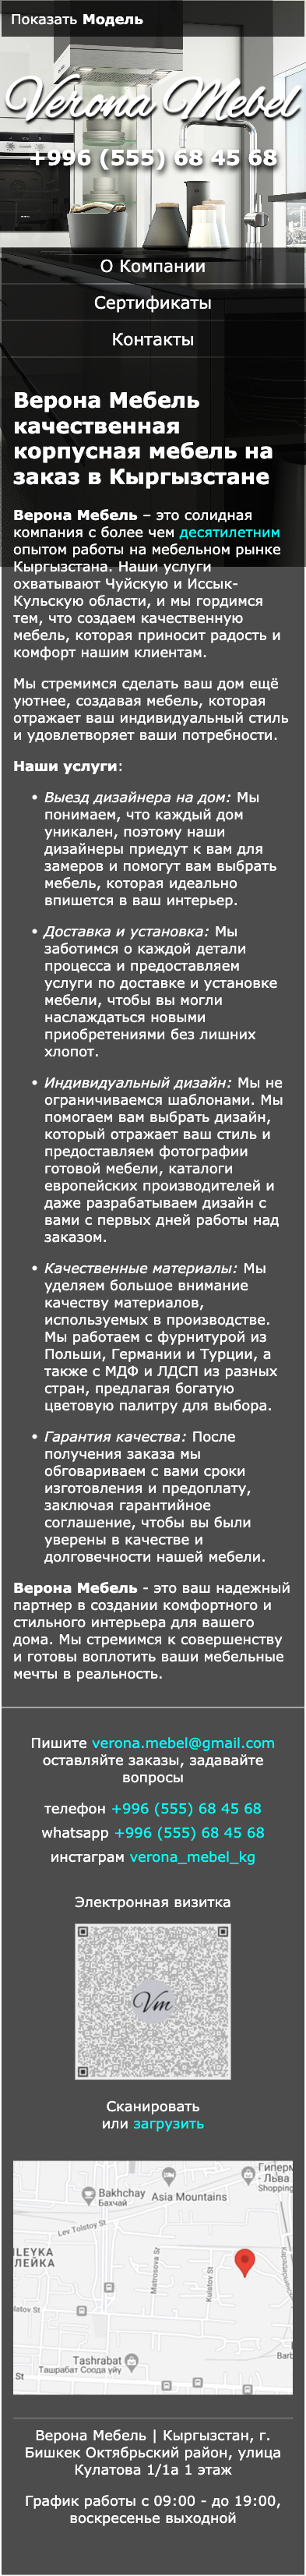 Показать Модель
Verona Mebel
+996 (555) 68 45 68
О Компании
Сертификаты
Контакты
Верона Мебель
качественная
корпусная мебель на
заказ в Кыргызстане
Верона Мебель – это солидная
компания с более чем десятилетним
опытом работы на мебельном рынке
Кыргызстана. Наши услуги
охватывают Чуйскую и Иссык-
Кульскую области, и мы гордимся
тем, что создаем качественную
мебель, которая приносит радость и
комфорт нашим клиентам.
Мы стремимся сделать ваш дом ещё
уютнее, создавая мебель, которая
отражает ваш индивидуальный стиль
и удовлетворяет ваши потребности.
Наши услуги:
• Выезд дизайнера на дом: Мы
понимаем, что каждый дом
уникален, поэтому наши
дизайнеры приедут к вам для
замеров и помогут вам выбрать
мебель, которая идеально
впишется в ваш интерьер.
• Доставка и установка: Мы
заботимся о каждой детали
процесса и предоставляем
услуги по доставке и установке
мебели, чтобы вы могли
наслаждаться новыми
приобретениями без лишних
хлопот.
• Индивидуальный дизайн: Мы не
ограничиваемся шаблонами. Мы
помогаем вам выбрать дизайн,
который отражает ваш стиль и
предоставляем фотографии
готовой мебели, каталоги
европейских производителей и
даже разрабатываем дизайн с
вами с первых дней работы над
заказом.
• Качественные материалы: Мы
уделяем большое внимание
качеству материалов,
используемых в производстве.
Мы работаем с фурнитурой из
Польши, Германии и Турции, а
также с МДФ и ЛДСП из разных
стран, предлагая богатую
цветовую палитру для выбора.
• Гарантия качества: После
получения заказа мы
обговариваем с вами сроки
изготовления и предоплату,
заключая гарантийное
соглашение, чтобы вы были
уверены в качестве и
долговечности нашей мебели.
Верона Мебель - это ваш надежный
партнер в создании комфортного и
стильного интерьера для вашего
дома. Мы стремимся к совершенству
и готовы воплотить ваши мебельные
мечты в реальность.
Пишите verona.mebel@gmail.com
оставляйте заказы, задавайте
вопросы
телефон +996 (555) 68 45 68
whatsapp +996 (555) 68 45 68
инстаграм verona_mebel_kg
Электронная визитка
Vm
Сканировать
или загрузить
Гиперм
- Льва
Shopping
Bakhchay
Бахчай
Asia Mountains
Lev Tolstoy St
ILEYKA
ЛЕЙКА
Matrosova St
Kulatov St
Tashrabat
Ташрабат Соода үйү
Верона Мебель | Кыргызстан, г.
Бишкек Октябрьский район, улица
Кулатова 1/1а 1 этаж
График работы с 09:00 - до 19:00,
воскресенье выходной